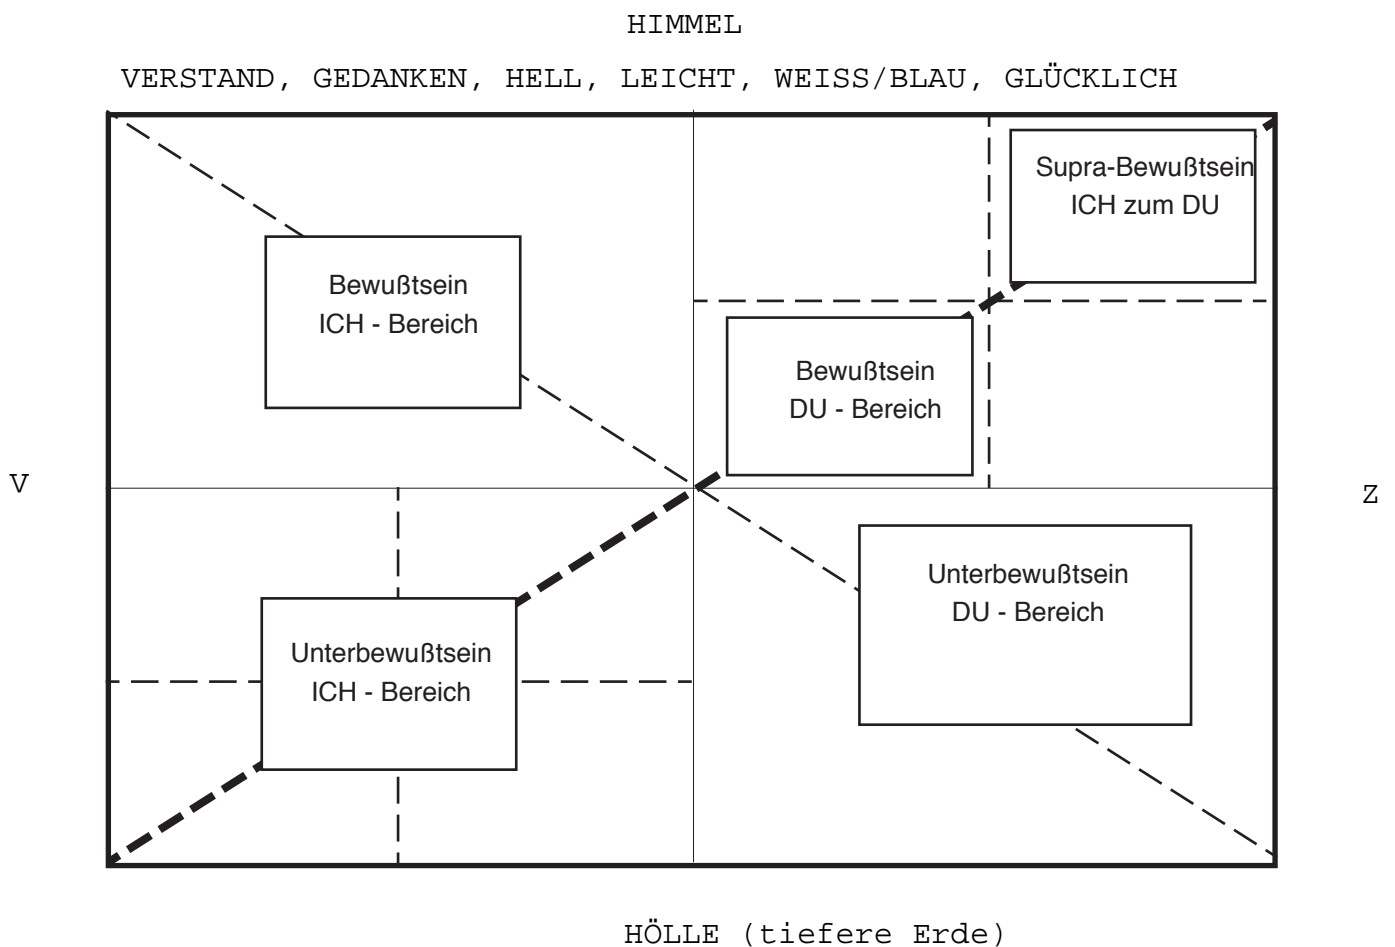 HIMMEL
VERSTAND, GEDANKEN, HELL, LEICHT, WEISS/BLAU, GLÜCKLICH
Supra-Bewußtsein
ICH zum DU
Bewußtsein
ICH - Bereich
Bewußtsein
DU - Bereich
V
Z
Unterbewußtsein
DU - Bereich
Unterbewußtsein
ICH - Bereich
HÖLLE (tiefere Erde)